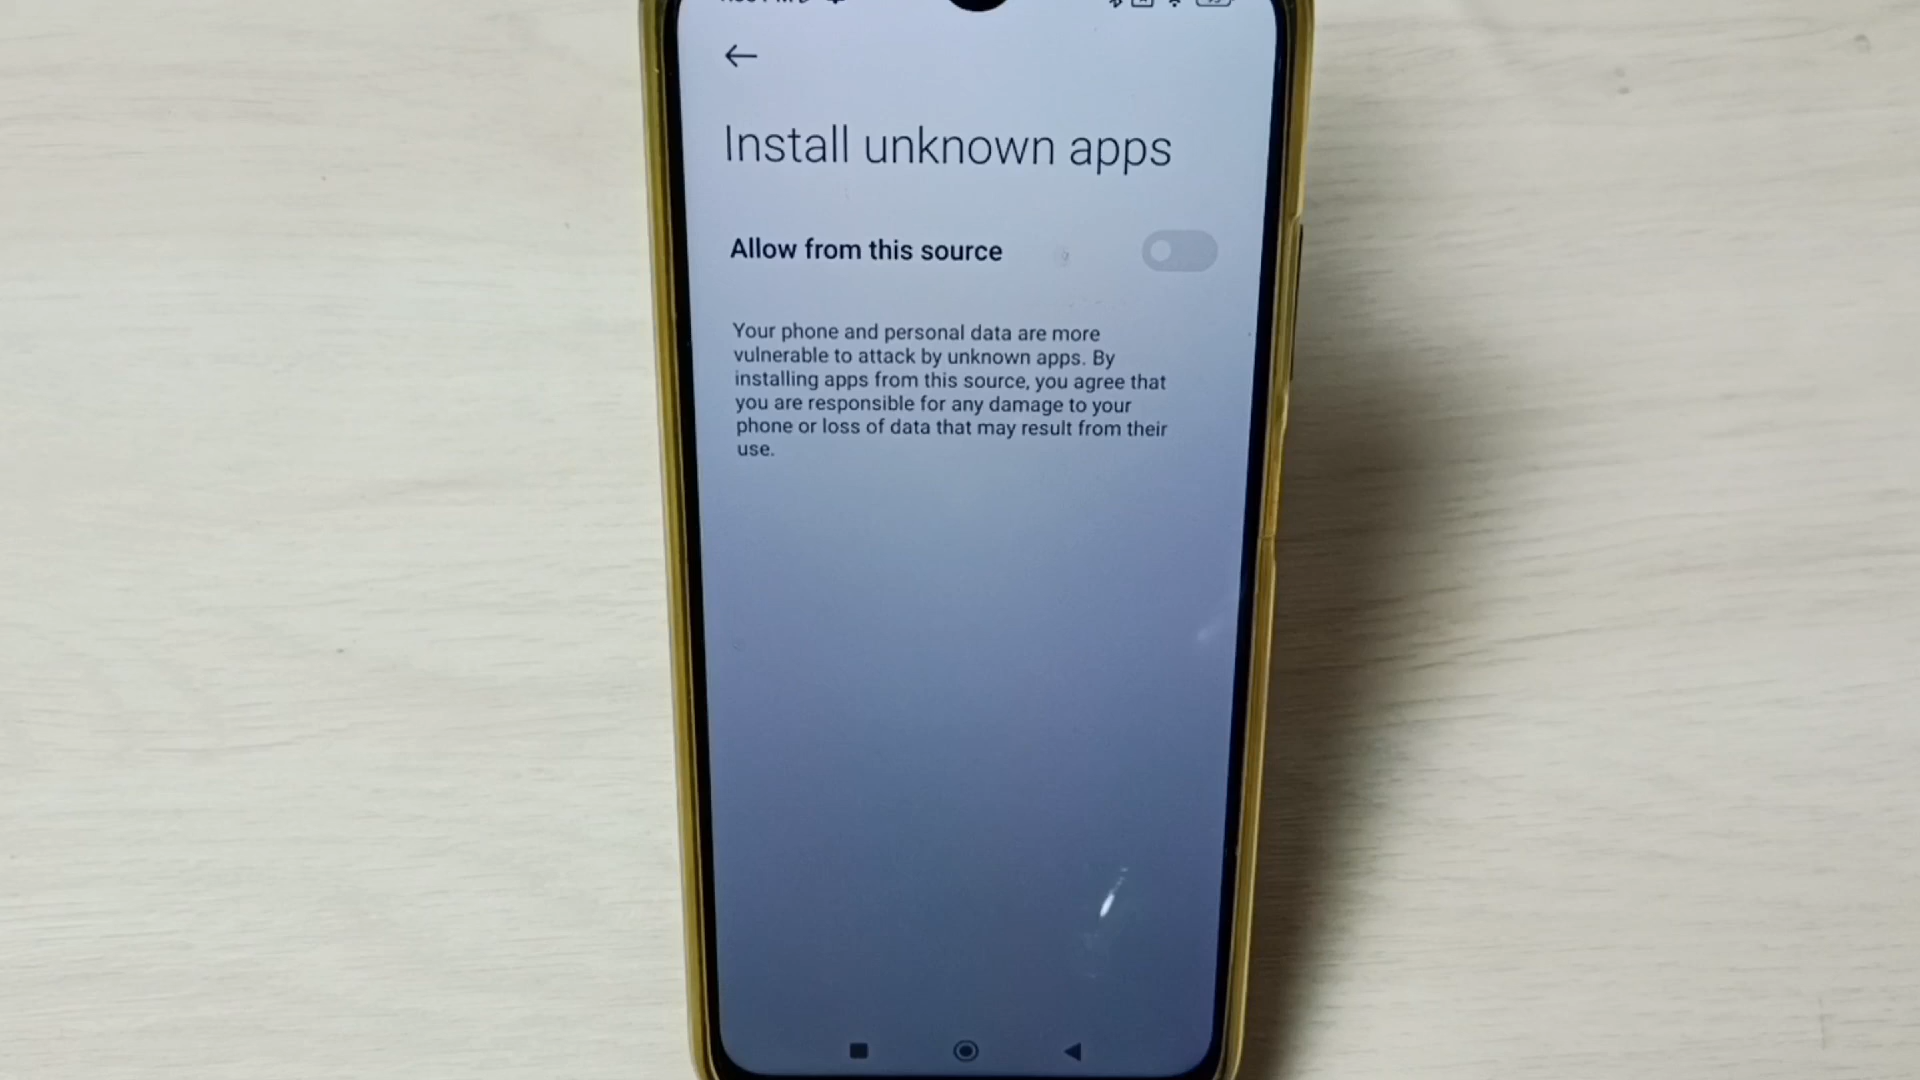 Install unknown apps
Allow from this source
Your phone and personal data are more
vulnerable to attack by unknown apps. By
installing apps from this source, you agree that
you are responsible for any damage to your
phone or loss of data that may result from their
use.